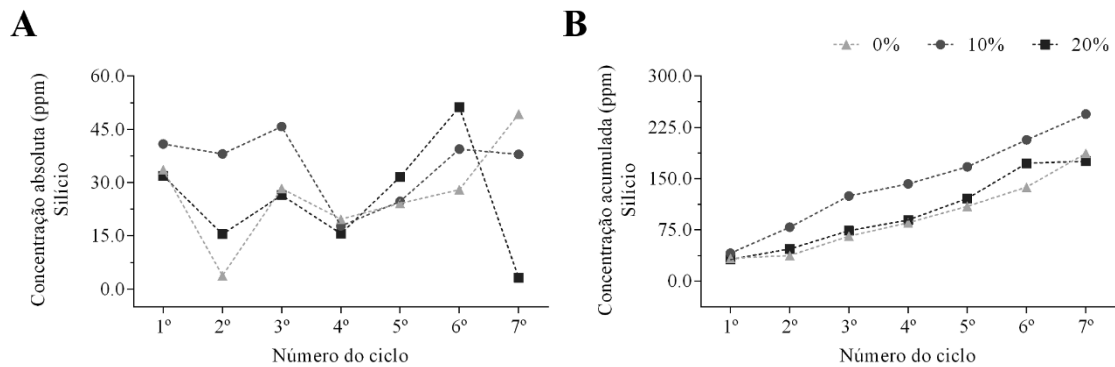 A
Concentração absoluta (ppm)
Silício
60.0
45.0
30.0
15.0
0.0
1º 2º 3º 4º 5º 6º 7º
Número do ciclo
B
0% 10% 20%
Concentração acumulada (ppm)
Silício
300.0
225.0
150.0
75.0
0.0
1º 2º 3º 4º 5º 6º 7º
Número do ciclo